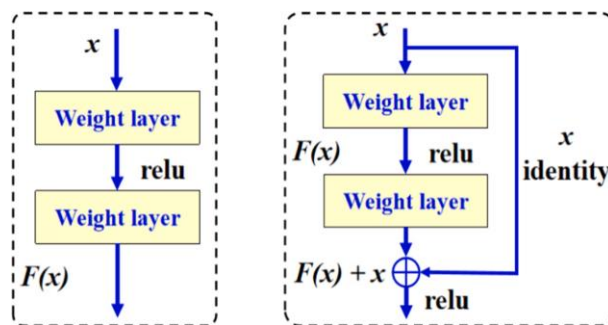 x
Weight layer
relu
Weight layer
F(x)
x
Weight layer
F(x)
relu
x
identity
Weight layer
F(x) + x
relu